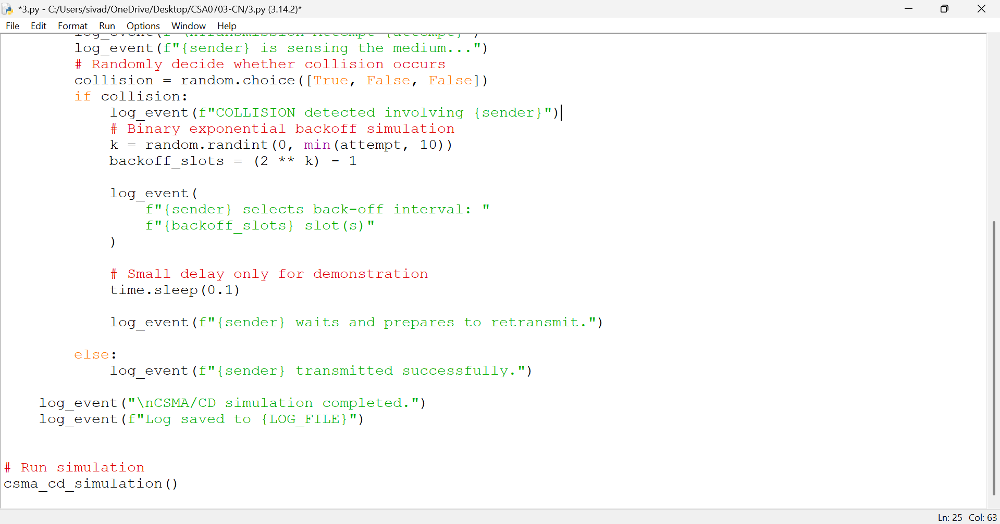 *3.py - C:/Users/sivad/OneDrive/Desktop/CSA0703-CN/3.py (3.14.2)*
File Edit Format Run Options Window Help
log_event(f"{sender} is sensing the medium...")
# Randomly decide whether collision occurs
collision = random.choice([True, False, False])
if collision:
log_event(f"COLLISION detected involving {sender}")
# Binary exponential backoff simulation
k = random.randint(0, min(attempt, 10))
backoff_slots = (2 ** k) - 1
log_event(
f"{sender} selects back-off interval: "
f"{backoff_slots} slot(s)"
)
# Small delay only for demonstration
time.sleep(0.1)
log_event(f"{sender} waits and prepares to retransmit.")
else:
log_event(f"{sender} transmitted successfully.")
log_event("\nCSMA/CD simulation completed.")
log_event(f"Log saved to {LOG_FILE}")
# Run simulation
csma_cd_simulation()
Ln: 25 Col: 63